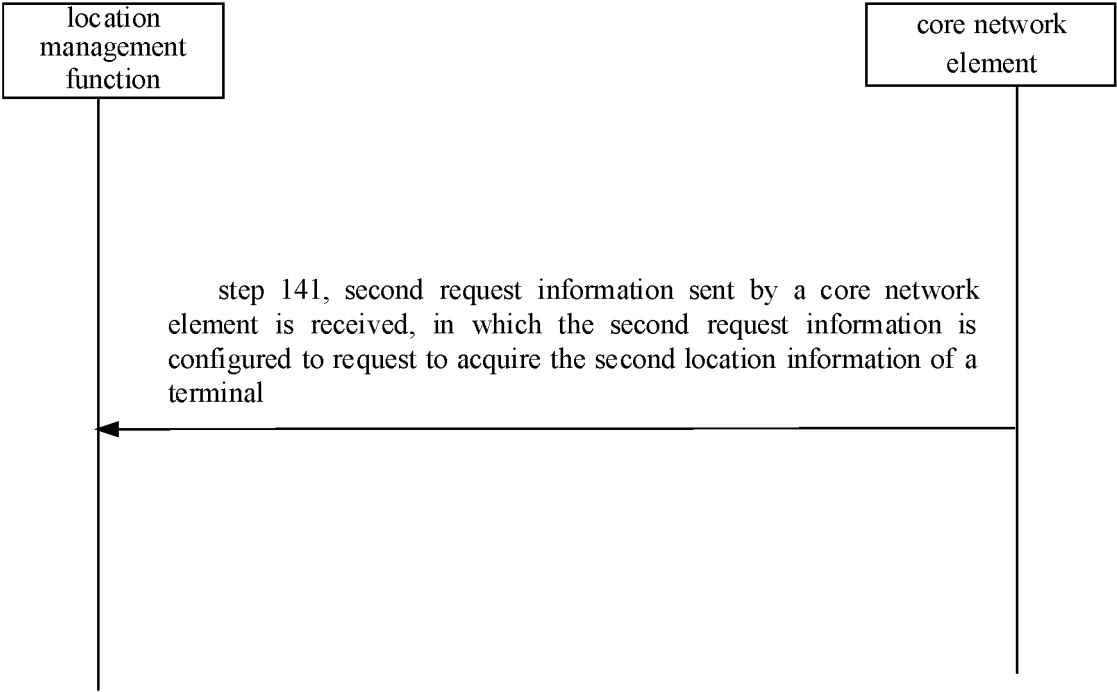 location
management
function
core network
element
step 141, second request information sent by a core network
element is received, in which the second request information is
configured to request to acquire the second location information of a
terminal